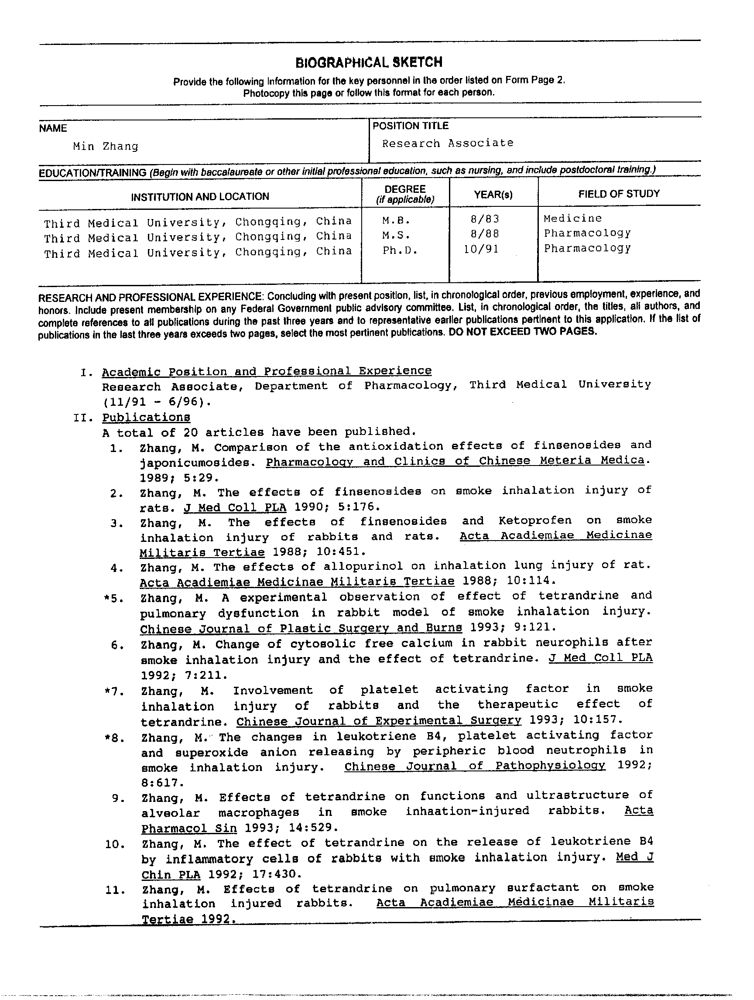 BIOGRAPHICAL SKETCH
Provide the following information for the key personnel in the order listed on Form Page 2.
Photocopy this page or follow this format for each person.
NAME
POSITION TITLE
Min Zhang
Research Associate
EDUCATION/TRAINING (Begin with baccalaureate or other initial professional education, such as nursing, and include postdoctoral training.)
INSTITUTION AND LOCATION DEGREE (if applicable) YEAR(s) FIELD OF STUDY
Third Medical University, Chongqing, China M.B. 8/83 Medicine
Third Medical University, Chongqing, China M.S. 8/88 Pharmacology
Third Medical University, Chongqing, China Ph.D. 10/91 Pharmacology
RESEARCH AND PROFESSIONAL EXPERIENCE: Concluding with present position, list, in chronological order, previous employment, experience, and
honors. Include present membership on any Federal Government public advisory committee. List, in chronological order, the titles, all authors, and
complete references to all publications during the past three years and to representative earlier publications pertinent to this application. If the list of
publications in the last three years exceeds two pages, select the most pertinent publications. DO NOT EXCEED TWO PAGES.
I. Academic Position and Professional Experience
Research Associate, Department of Pharmacology, Third Medical University
(11/91 - 6/96).
II. Publications
A total of 20 articles have been published.
1. Zhang, M. Comparison of the antioxidation effects of finsenosides and
japonicumosides. Pharmacology and Clinics of Chinese Meteria Medica.
1989; 5:29.
2. Zhang, M. The effects of finsenosides on smoke inhalation injury of
rats. J Med Coll PLA 1990; 5:176.
3. Zhang, M. The effects of finsenosides and Ketoprofen on smoke
inhalation injury of rabbits and rats. Acta Acadiemiae Medicinae
Militaris Tertiae 1988; 10:451.
4. Zhang, M. The effects of allopurinol on inhalation lung injury of rat.
Acta Acadiemiae Medicinae Militaris Tertiae 1988; 10:114.
*5. Zhang, M. A experimental observation of effect of tetrandrine and
pulmonary dysfunction in rabbit model of smoke inhalation injury.
Chinese Journal of Plastic Surgery and Burns 1993; 9:121.
6. Zhang, M. Change of cytosolic free calcium in rabbit neurophils after
smoke inhalation injury and the effect of tetrandrine. J Med Coll PLA
1992; 7:211.
*7. Zhang, M. Involvement of platelet activating factor in smoke
inhalation injury of rabbits and the therapeutic effect of
tetrandrine. Chinese Journal of Experimental Surgery 1993; 10:157.
*8. Zhang, M. The changes in leukotriene B4, platelet activating factor
and superoxide anion releasing by peripheric blood neutrophils in
smoke inhalation injury. Chinese Journal of Pathophysiology 1992;
8:617.
9. Zhang, M. Effects of tetrandrine on functions and ultrastructure of
alveolar macrophages in smoke inhaation-injured rabbits. Acta
Pharmacol Sin 1993; 14:529.
10. Zhang, M. The effect of tetrandrine on the release of leukotriene B4
by inflammatory cells of rabbits with smoke inhalation injury. Med J
Chin PLA 1992; 17:430.
11. Zhang, M. Effects of tetrandrine on pulmonary surfactant on smoke
inhalation injured rabbits. Acta Acadiemiae Medicinae Militaris
Tertiae 1992.